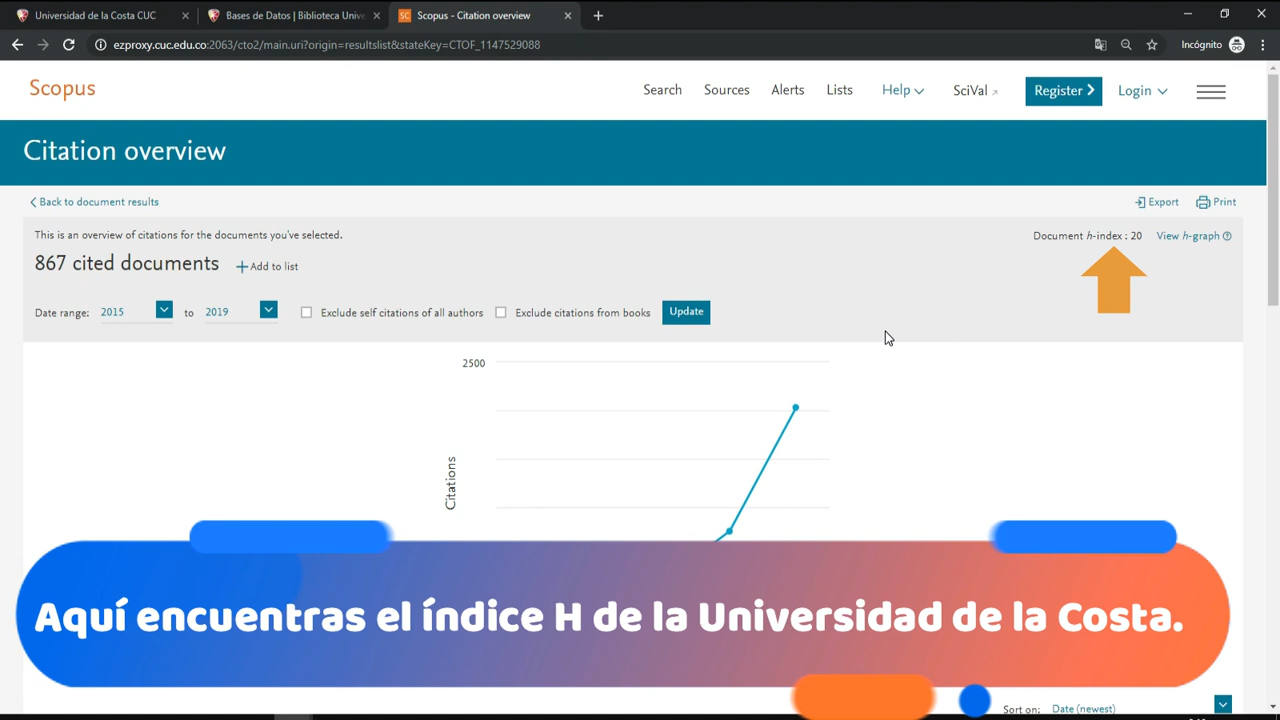 Universidad de la Costa CUC
Bases de Datos | Biblioteca Unive
SC Scopus - Citation overview
ezproxy.cuc.edu.co:2063/cto2/main.uri?origin=resultslist&stateKey=CTOF_1147529088
Incógnito
Scopus
Search Sources Alerts Lists Help SciVal Register Login
Citation overview
Back to document results
Export Print
This is an overview of citations for the documents you've selected.
Document h-index : 20 View h-graph
867 cited documents Add to list
Date range: 2015 to 2019 Exclude self citations of all authors Exclude citations from books Update
2500
Citations
Aquí encuentras el índice H de la Universidad de la Costa.
Sort on: Date (newest)